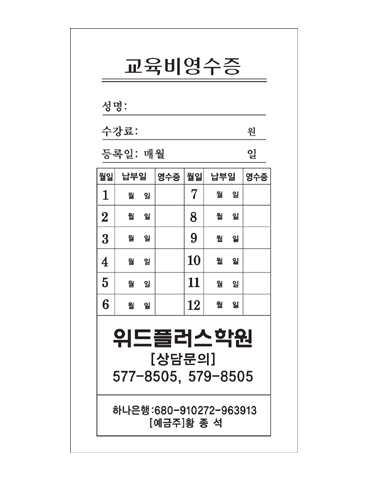 교육비영수증
성명:
수강료: 원
등록일: 매월 일
월일 납부일 영수증 월일 납부일 영수증
1 월 일 7 월 일
2 월 일 8 월 일
3 월 일 9 월 일
4 월 일 10 월 일
5 월 일 11 월 일
6 월 일 12 월 일
위드플러스학원
[상담문의]
577-8505, 579-8505
하나은행:680-910272-963913
[예금주]황 종 석